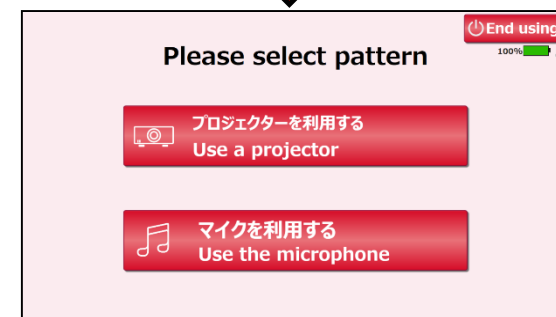 End using
100%
Please select pattern
プロジェクターを利用する
Use a projector
マイクを利用する
Use the microphone